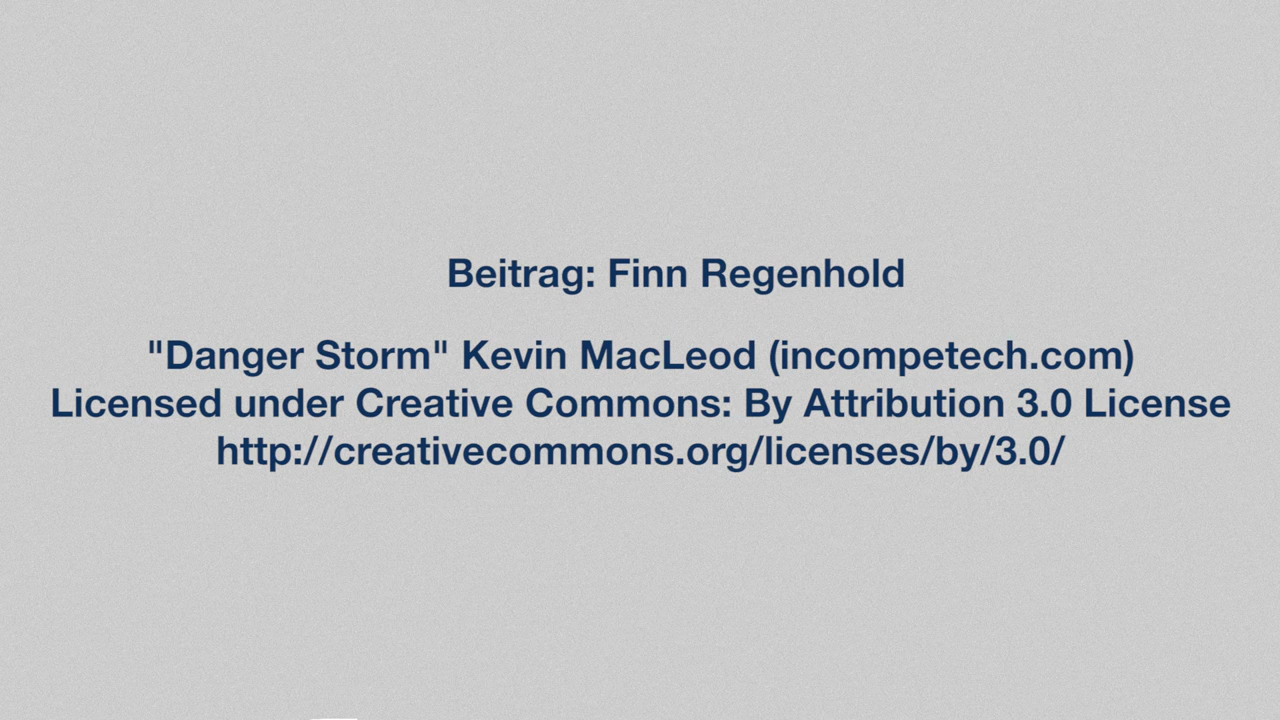 Beitrag: Finn Regenhold
"Danger Storm" Kevin MacLeod (incompetech.com)
Licensed under Creative Commons: By Attribution 3.0 License
http://creativecommons.org/licenses/by/3.0/